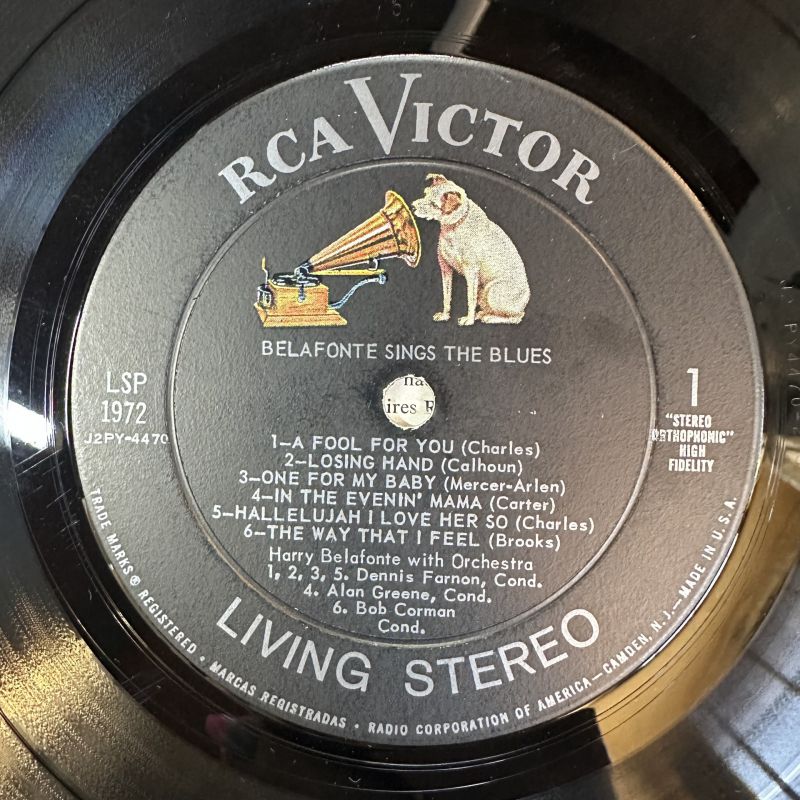 RCA VICTOR
BELAFONTE SINGS THE BLUES
LSP
1972
J2PY-4470
na
ires
1
"STEREO
ORTHOPHONIC"
HIGH
FIDELITY
1—A FOOL FOR YOU (Charles)
2—LOSING HAND (Calhoun)
3—ONE FOR MY BABY (Mercer-Arlen)
4—IN THE EVENIN' MAMA (Carter)
5—HALLELUJAH I LOVE HER SO (Charles)
6—THE WAY THAT I FEEL (Brooks)
Harry Belafonte with Orchestra
1, 2, 3, 5. Dennis Farnon, Cond.
4. Alan Greene, Cond.
6. Bob Corman
Cond.
LIVING STEREO
TRADE MARKS ® REGISTERED • MARCAS REGISTRADAS • RADIO CORPORATION OF AMERICA—CAMDEN, N.J.—MADE IN U.S.A.